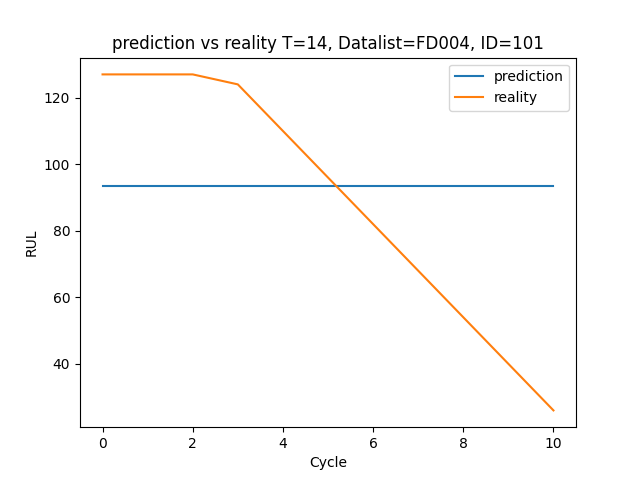 prediction vs reality T=14, Datalist=FD004, ID=101
prediction
reality
RUL
120
100
80
60
40
0
2
4
6
8
10
Cycle